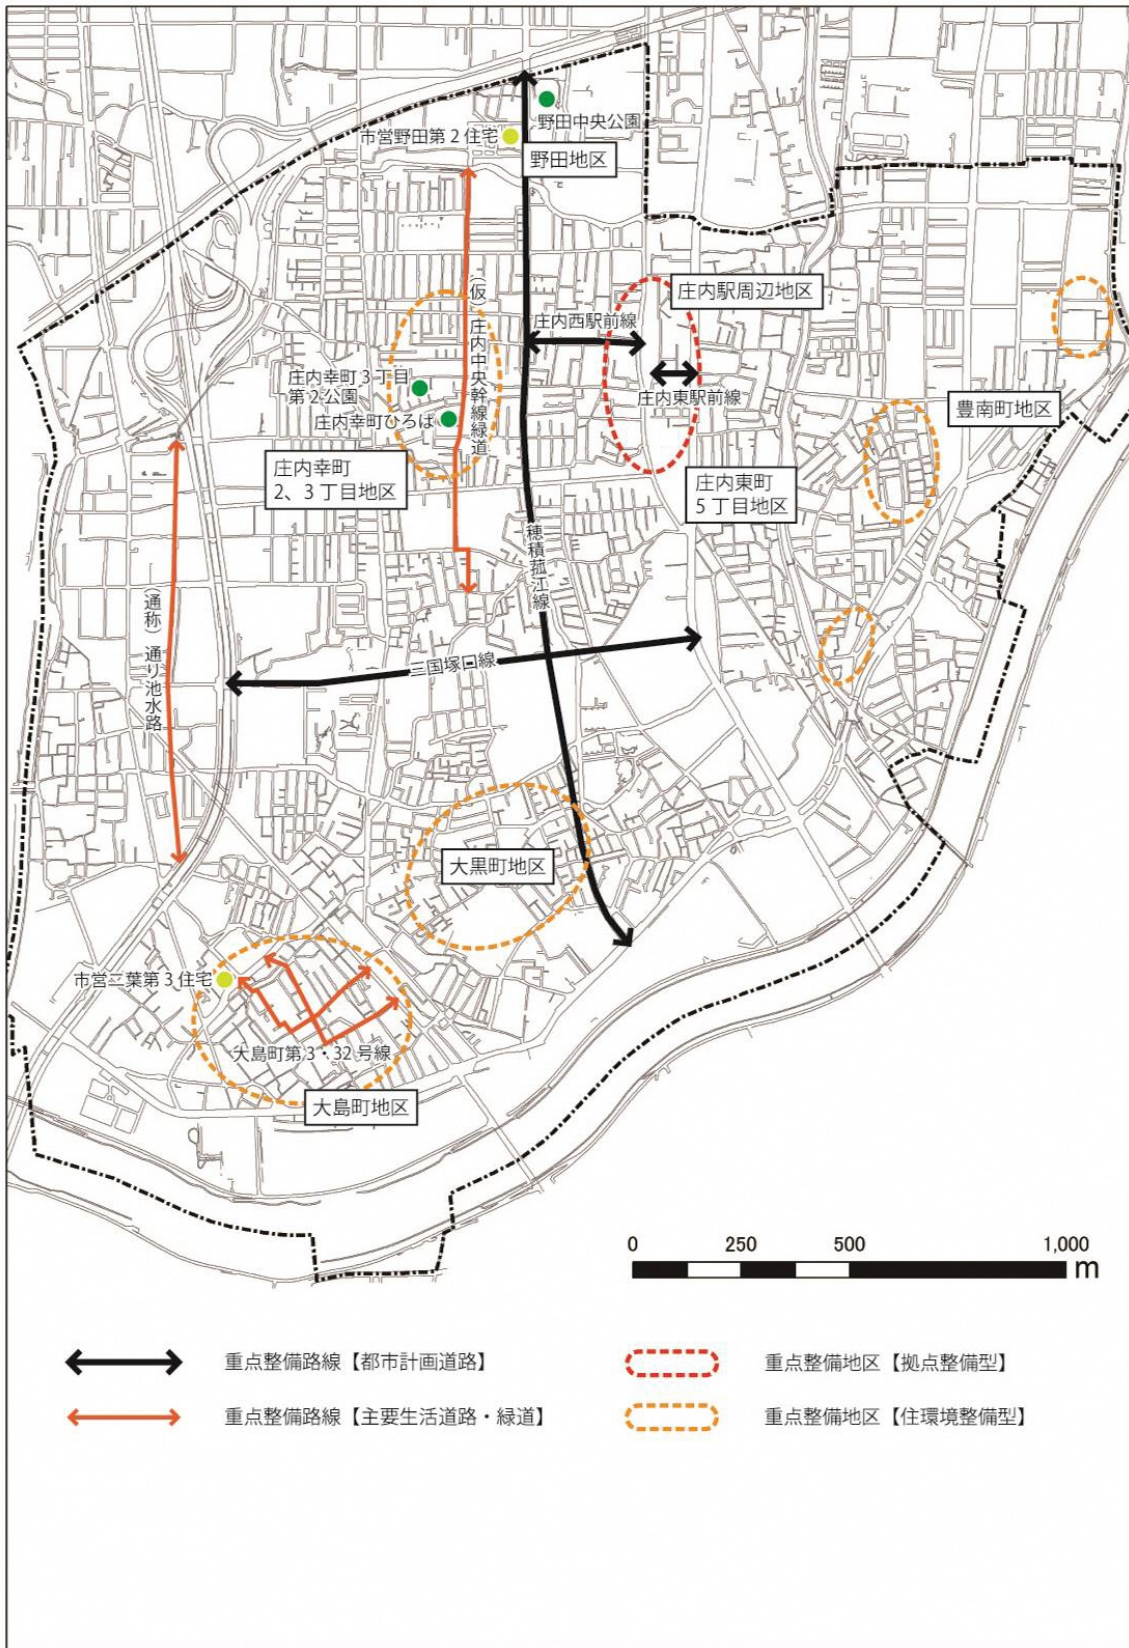 野田中央公園
市営野田第2住宅
野田地区
庄内駅周辺地区
(仮)庄内中央幹線緑道
庄内西駅前線
庄内幸町3丁目
第2公園
庄内東駅前線
豊南町地区
庄内幸町ひろば
庄内幸町
2、3丁目地区
庄内東町
5丁目地区
穂積菰江線
(通称)通り池水路
三国塚口線
大黒町地区
市営二葉第3住宅
大島町第3・32号線
大島町地区
0 250 500 1,000 m
重点整備路線【都市計画道路】
重点整備地区【拠点整備型】
重点整備路線【主要生活道路・緑道】
重点整備地区【住環境整備型】